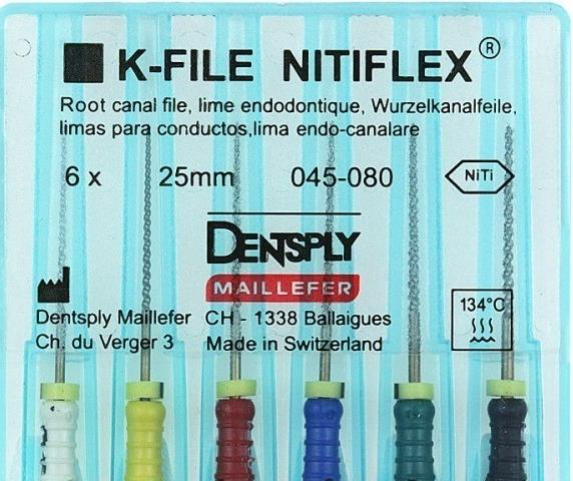 K-FILE NITIFLEX®
Root canal file, lime endodontique, Wurzelkanalfeile,
limas para conductos,lima endo-canalare
6 x 25mm 045-080 NiTi
DENTSPLY
MAILLEFER
134°C
Dentsply Maillefer CH - 1338 Ballaigues
Ch. du Verger 3 Made in Switzerland